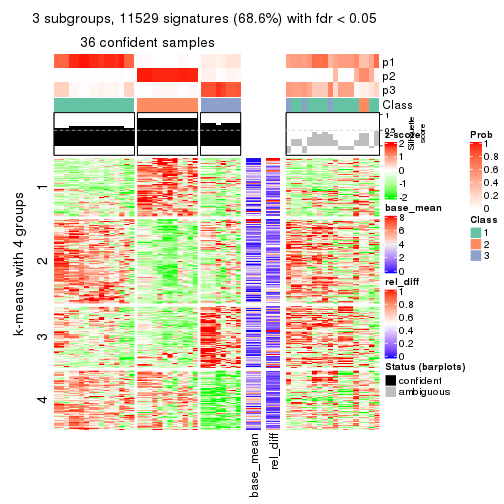 3 subgroups, 11529 signatures (68.6%) with fdr < 0.05
36 confident samples
p1
p2
p3
Class
1
0.5
Silhouette
score
k-means with 4 groups
1
2
3
4
base_mean
rel_diff
z-score
2
1
0
-1
-2
base_mean
8
6
4
2
0
rel_diff
1
0.8
0.6
0.4
0.2
0
Status (barplots)
confident
ambiguous
Prob
1
0.8
0.6
0.4
0.2
0
Class
1
2
3